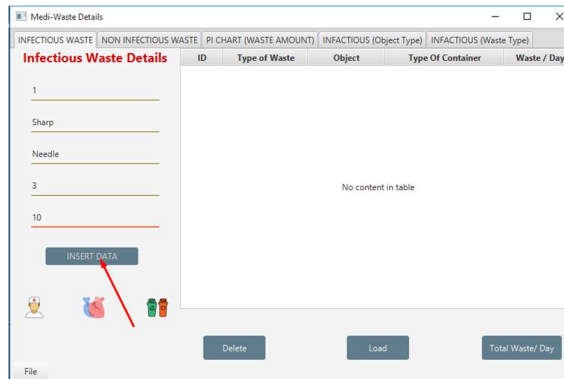 Medi-Waste Details
INFECTIOUS WASTE NON INFECTIOUS WASTE PI CHART (WASTE AMOUNT) INFACTIOUS (Object Type) INFACTIOUS (Waste Type)
Infectious Waste Details
ID Type of Waste Object Type Of Container Waste / Day
1
Sharp
Needle
3
10
No content in table
INSERT DATA
Delete Load Total Waste/ Day
File